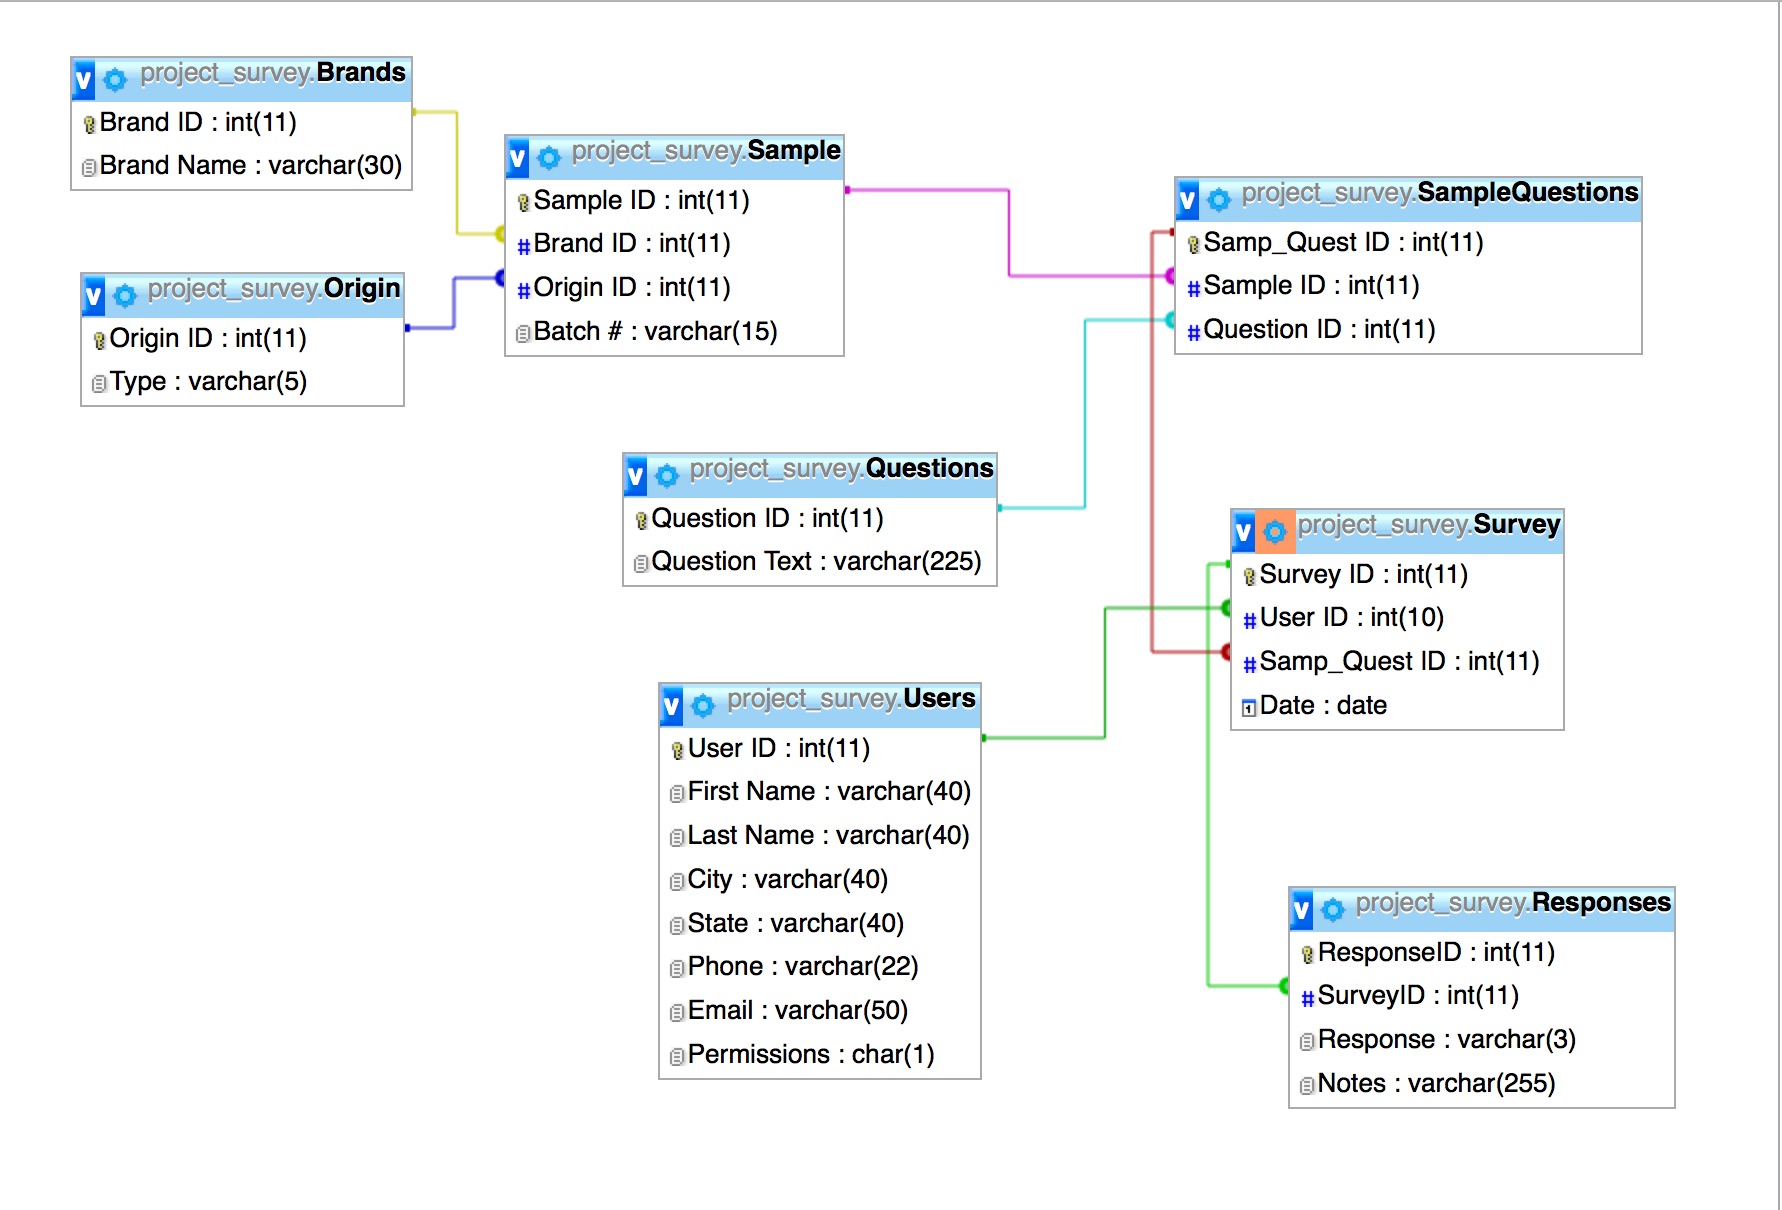 v project_survey.Brands
Brand ID : int(11)
Brand Name : varchar(30)
v project_survey.Origin
Origin ID : int(11)
Type : varchar(5)
v project_survey.Sample
Sample ID : int(11)
# Brand ID : int(11)
# Origin ID : int(11)
Batch # : varchar(15)
v project_survey.SampleQuestions
Samp_Quest ID : int(11)
# Sample ID : int(11)
# Question ID : int(11)
v project_survey.Questions
Question ID : int(11)
Question Text : varchar(225)
v project_survey.Survey
Survey ID : int(11)
# User ID : int(10)
# Samp_Quest ID : int(11)
1 Date : date
v project_survey.Users
User ID : int(11)
First Name : varchar(40)
Last Name : varchar(40)
City : varchar(40)
State : varchar(40)
Phone : varchar(22)
Email : varchar(50)
Permissions : char(1)
v project_survey.Responses
ResponseID : int(11)
# SurveyID : int(11)
Response : varchar(3)
Notes : varchar(255)